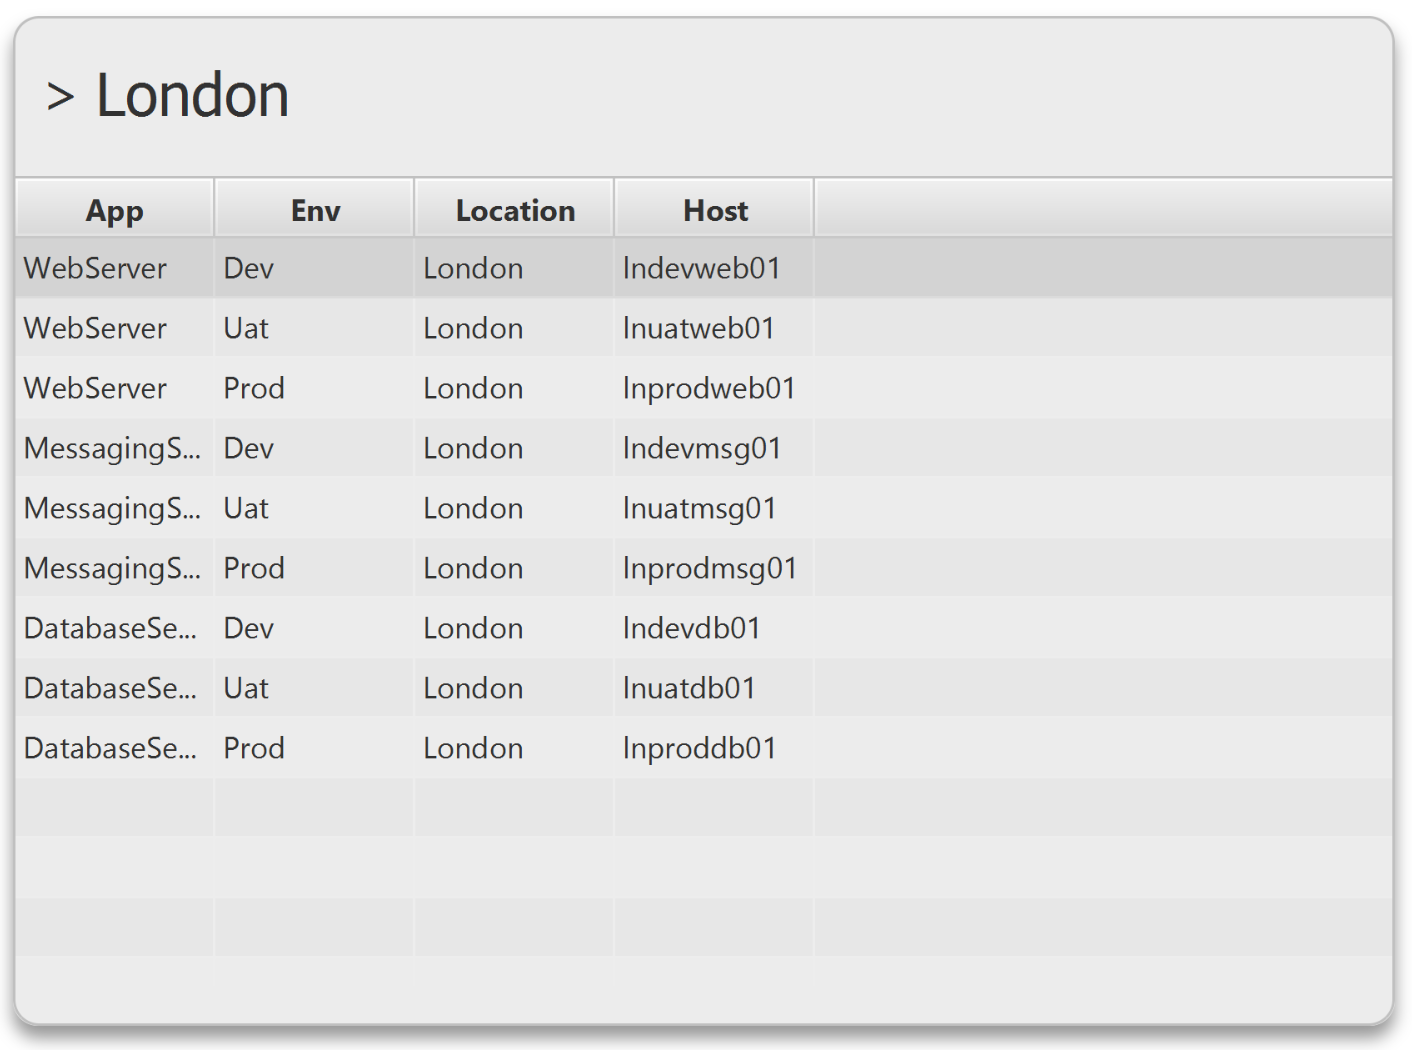 > London
App Env Location Host
WebServer Dev London lndevweb01
WebServer Uat London lnuatweb01
WebServer Prod London lnprodweb01
MessagingS... Dev London lndevmsg01
MessagingS... Uat London lnuatmsg01
MessagingS... Prod London lnprodmsg01
DatabaseSe... Dev London lndevdb01
DatabaseSe... Uat London lnuatdb01
DatabaseSe... Prod London lnproddb01